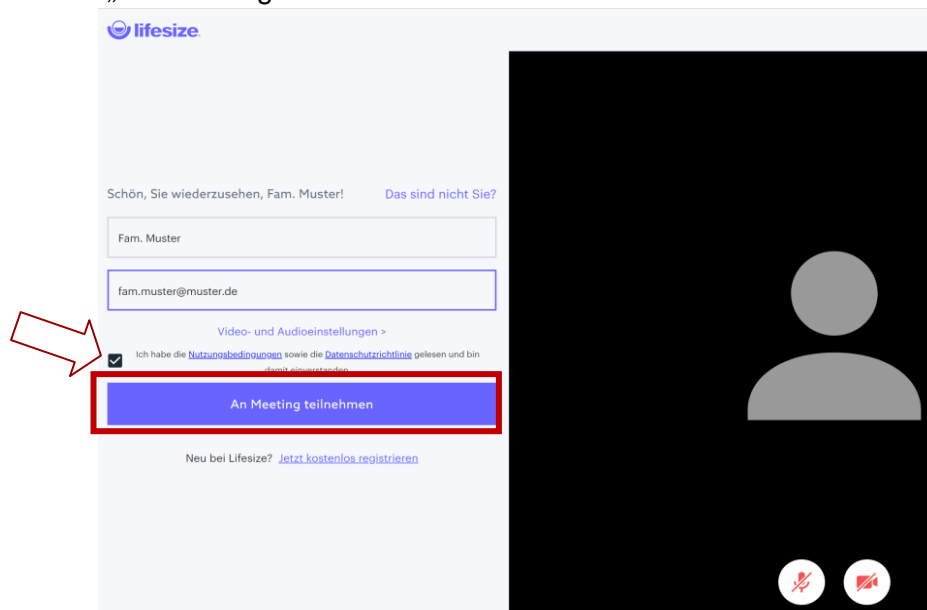 lifesize
Schön, Sie wiederzusehen, Fam. Muster! Das sind nicht Sie?
Fam. Muster
fam.muster@muster.de
Video- und Audioeinstellungen >
Ich habe die Nutzungsbedingungen sowie die Datenschutzrichtlinie gelesen und bin
damit einverstanden
An Meeting teilnehmen
Neu bei Lifesize? Jetzt kostenlos registrieren